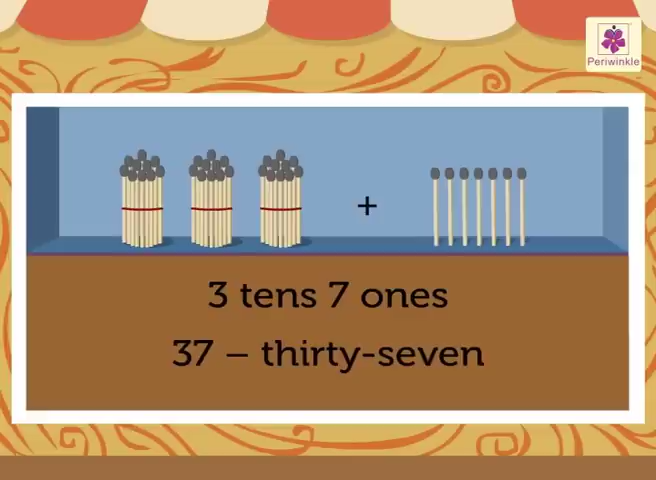 Periwinkle
+
3 tens 7 ones
37 – thirty-seven